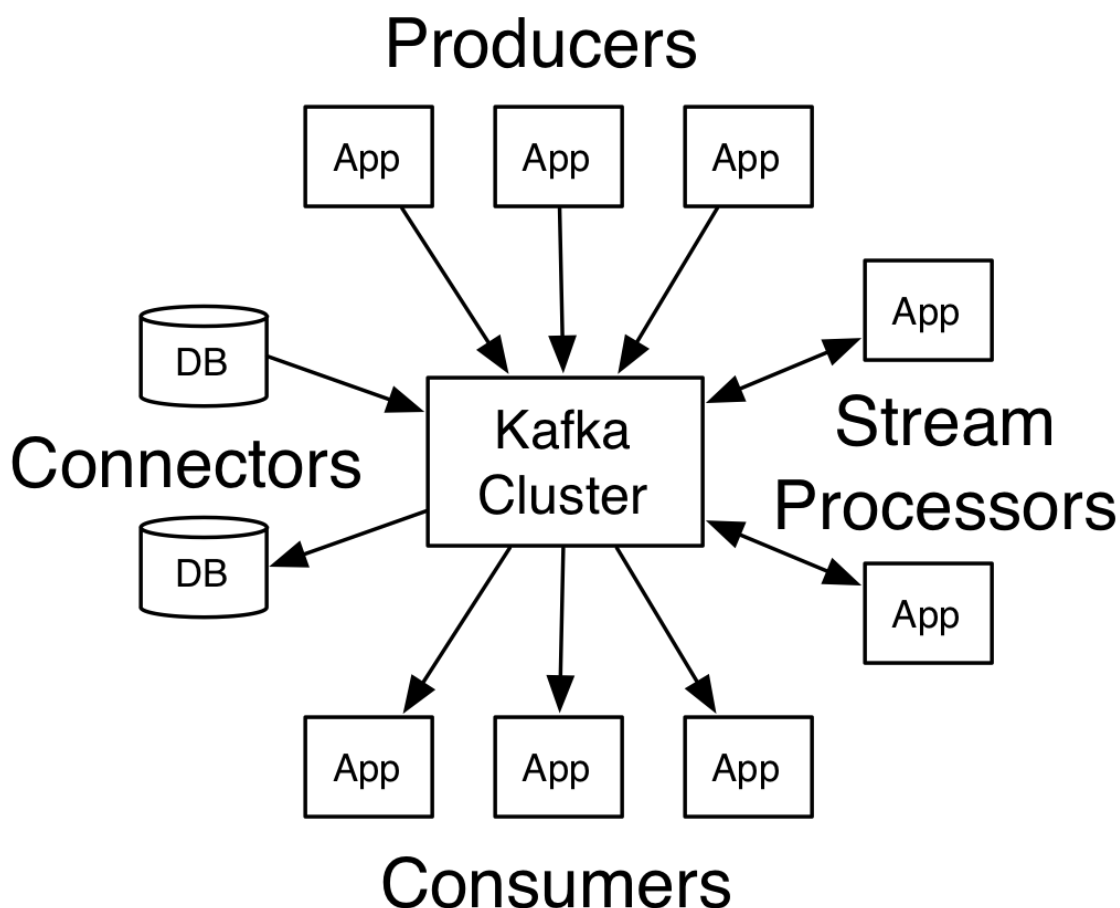 Producers
App
App
App
App
DB
Kafka
Cluster
Stream
Processors
Connectors
DB
App
App
App
App
Consumers